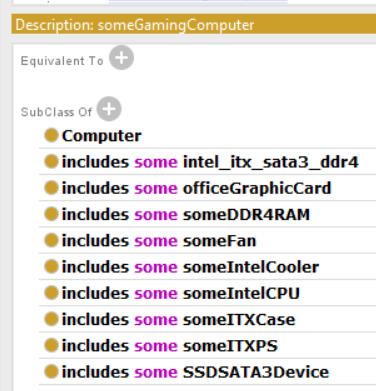 Description: someGamingComputer
Equivalent To
SubClass Of
Computer
includes some intel_itx_sata3_ddr4
includes some officeGraphicCard
includes some someDDR4RAM
includes some someFan
includes some someIntelCooler
includes some someIntelCPU
includes some someITXCase
includes some someITXPS
includes some SSDSATA3Device